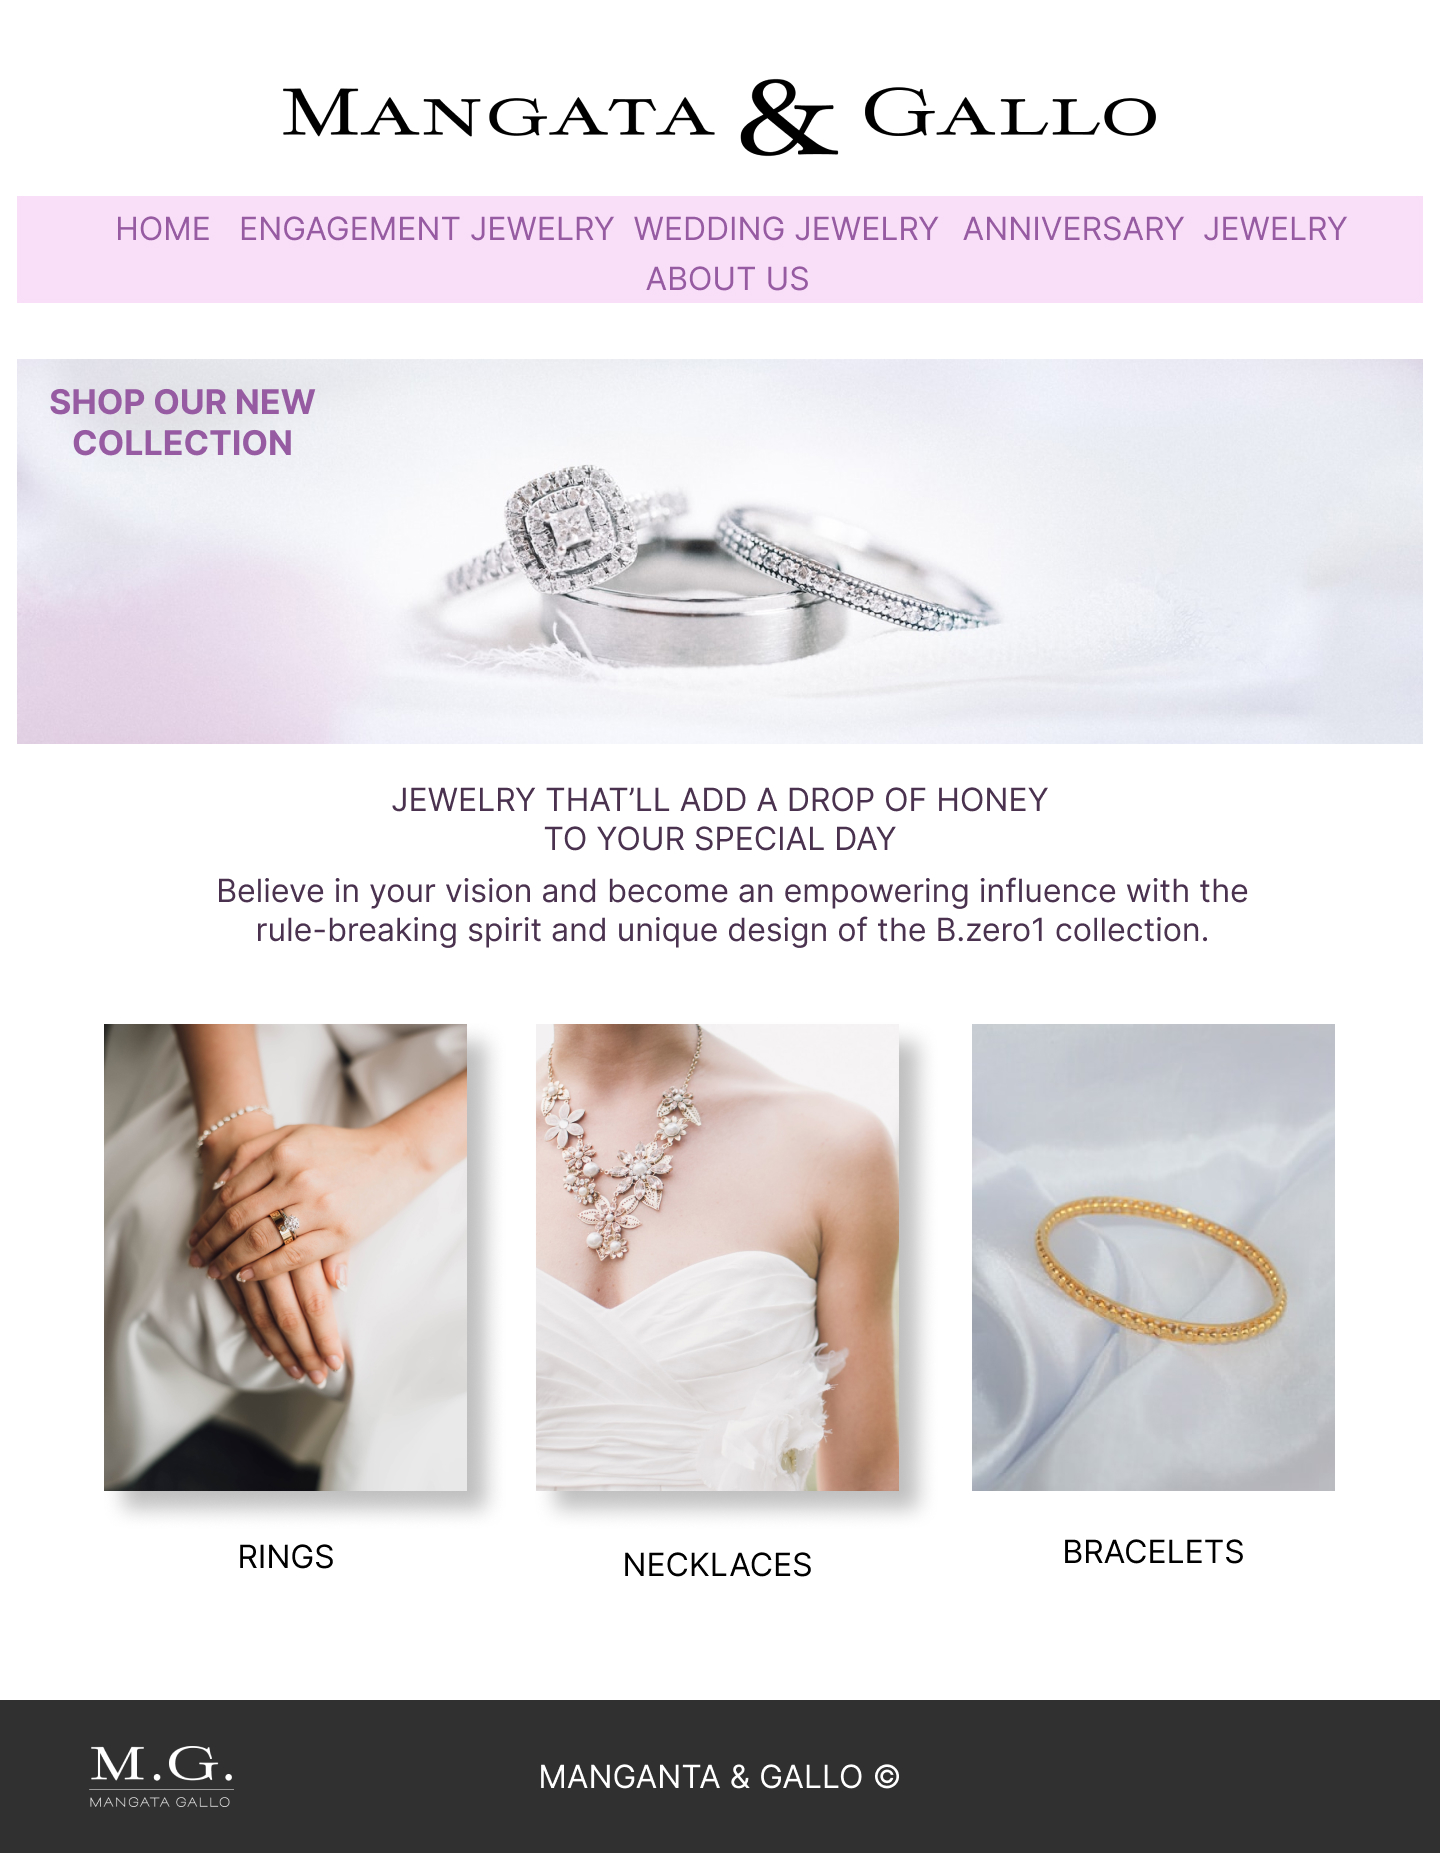 MANGATA & GALLO
HOME ENGAGEMENT JEWELRY WEDDING JEWELRY ANNIVERSARY JEWELRY
ABOUT US
SHOP OUR NEW
COLLECTION
JEWELRY THAT’LL ADD A DROP OF HONEY
TO YOUR SPECIAL DAY
Believe in your vision and become an empowering influence with the
rule-breaking spirit and unique design of the B.zero1 collection.
RINGS
NECKLACES
BRACELETS
M.G.
MANGATA GALLO
MANGANTA & GALLO ©